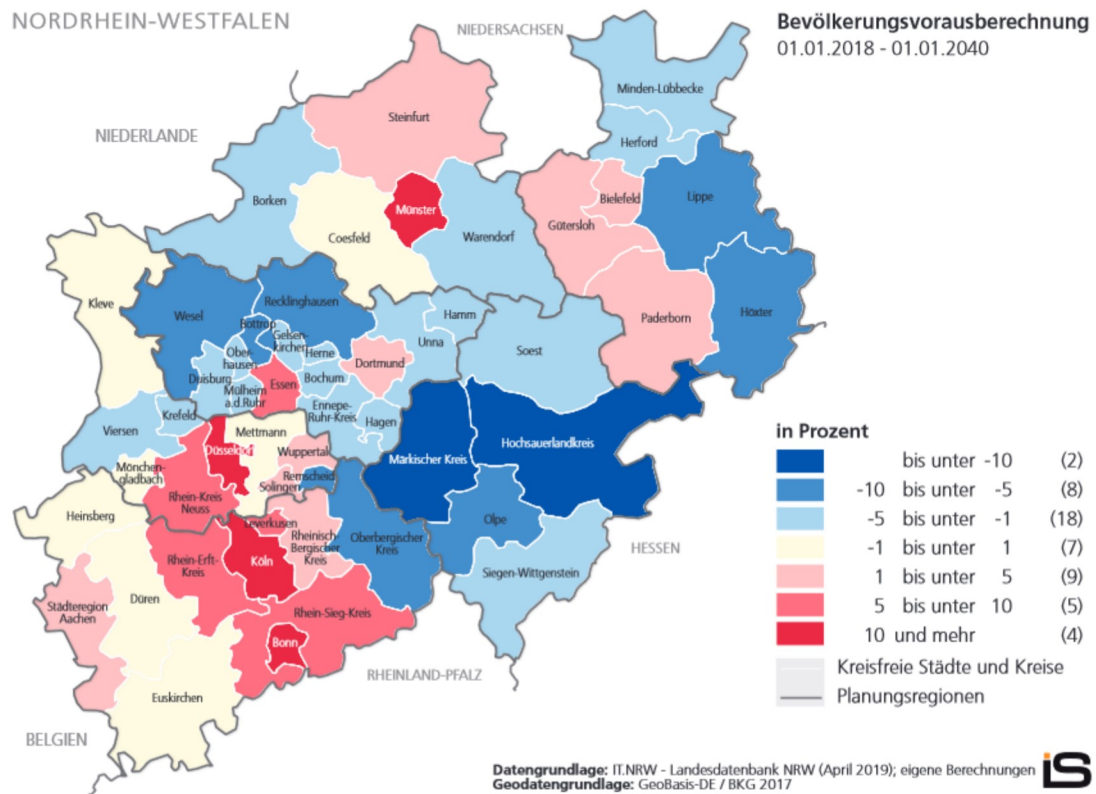 NORDRHEIN-WESTFALEN
NIEDERSACHSEN
Bevölkerungsvorausberechnung
01.01.2018 - 01.01.2040
NIEDERLANDE
Minden-Lübbecke
Steinfurt
Herford
Borken
Münster
Bielefeld
Lippe
Coesfeld
Warendorf
Gütersloh
Kleve
Wesel
Recklinghausen
Bottrop
Gelsen-
kirchen
Hamm
Paderborn
Höxter
Unna
Soest
Ober-
hausen
Herne
Dortmund
Duisburg
Essen
Bochum
Mülheim
a.d.Ruhr
Krefeld
Ennepe-
Ruhr-Kreis
Hagen
Viersen
Mettmann
Düsseldorf
Wuppertal
Hochsauerlandkreis
Märkischer Kreis
Mönchen-
gladbach
Remscheid
Solingen
Rhein-Kreis
Neuss
Heinsberg
Leverkusen
Olpe
Rheinisch-
Bergischer
Kreis
Oberbergischer
Kreis
Köln
Rhein-Erft-
Kreis
HESSEN
Siegen-Wittgenstein
Düren
Städteregion
Aachen
Rhein-Sieg-Kreis
Bonn
RHEINLAND-PFALZ
Euskirchen
BELGIEN
in Prozent
bis unter -10 (2)
-10 bis unter -5 (8)
-5 bis unter -1 (18)
-1 bis unter 1 (7)
1 bis unter 5 (9)
5 bis unter 10 (5)
10 und mehr (4)
Kreisfreie Städte und Kreise
Planungsregionen
Datengrundlage: IT.NRW - Landesdatenbank NRW (April 2019); eigene Berechnungen
Geodatengrundlage: GeoBasis-DE / BKG 2017
iS